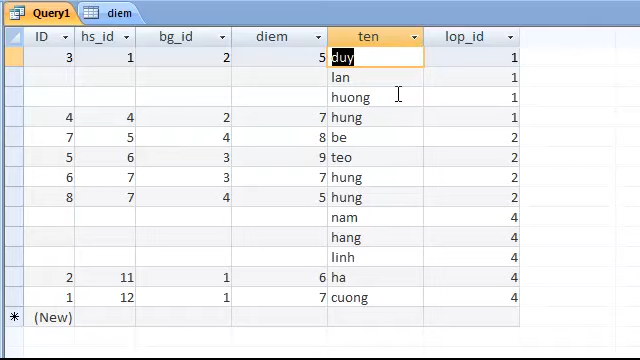 Query1 diem
ID hs_id bg_id diem ten lop_id
3 1 2 5 duy 1
lan 1
huong 1
4 4 2 7 hung 1
7 5 4 8 be 2
5 6 3 9 teo 2
6 7 3 7 hung 2
8 7 4 5 hung 2
nam 4
hang 4
linh 4
2 11 1 6 ha 4
1 12 1 7 cuong 4
* (New)